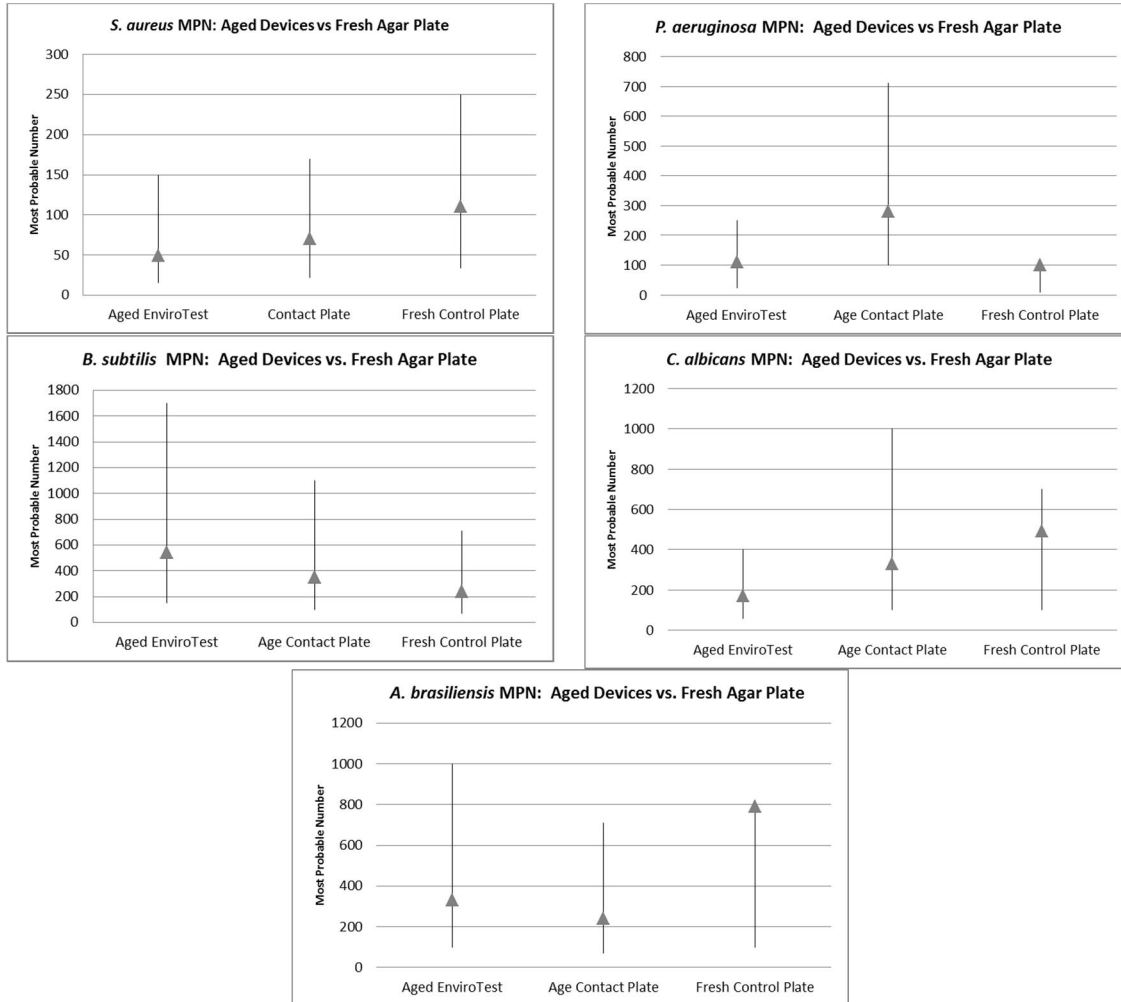 S. aureus MPN: Aged Devices vs Fresh Agar Plate
Most Probable Number
300
250
200
150
100
50
0
Aged EnviroTest Contact Plate Fresh Control Plate
P. aeruginosa MPN: Aged Devices vs Fresh Agar Plate
Most Probable Number
800
700
600
500
400
300
200
100
0
Aged EnviroTest Age Contact Plate Fresh Control Plate
B. subtilis MPN: Aged Devices vs. Fresh Agar Plate
Most Probable Number
1800
1600
1400
1200
1000
800
600
400
200
0
Aged EnviroTest Age Contact Plate Fresh Control Plate
C. albicans MPN: Aged Devices vs. Fresh Agar Plate
Most Probable Number
1200
1000
800
600
400
200
0
Aged EnviroTest Age Contact Plate Fresh Control Plate
A. brasiliensis MPN: Aged Devices vs. Fresh Agar Plate
Most Probable Number
1200
1000
800
600
400
200
0
Aged EnviroTest Age Contact Plate Fresh Control Plate